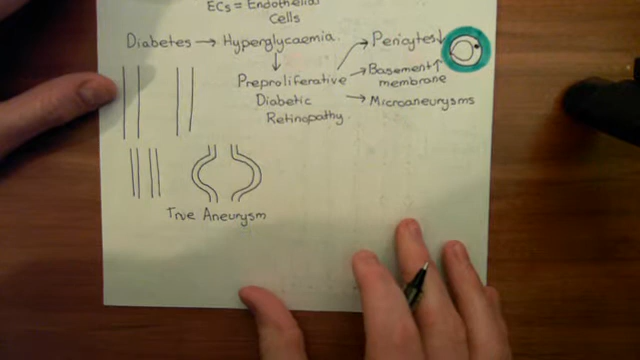 ECs = Endothelial
Cells
Diabetes → Hyperglycaemia
Pericytes↓
Preproliferative
Diabetic
Retinopathy
→ Basement↑
membrane
→ Microaneurysms
True Aneurysm